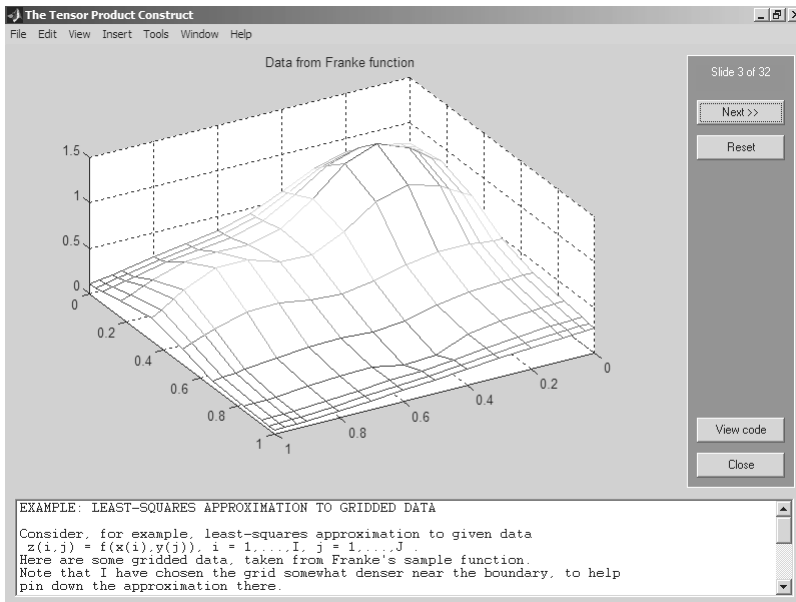 The Tensor Product Construct
File Edit View Insert Tools Window Help
Data from Franke function
Slide 3 of 32
Next >>
Reset
1.5
1
0.5
0
0
0.2
0.4
0.6
0.8
1
1
0.8
0.6
0.4
0.2
0
View code
Close
EXAMPLE: LEAST-SQUARES APPROXIMATION TO GRIDDED DATA
Consider, for example, least-squares approximation to given data
z(i,j) = f(x(i),y(j)), i = 1,...,I, j = 1,...,J .
Here are some gridded data, taken from Franke's sample function.
Note that I have chosen the grid somewhat denser near the boundary, to help
pin down the approximation there.